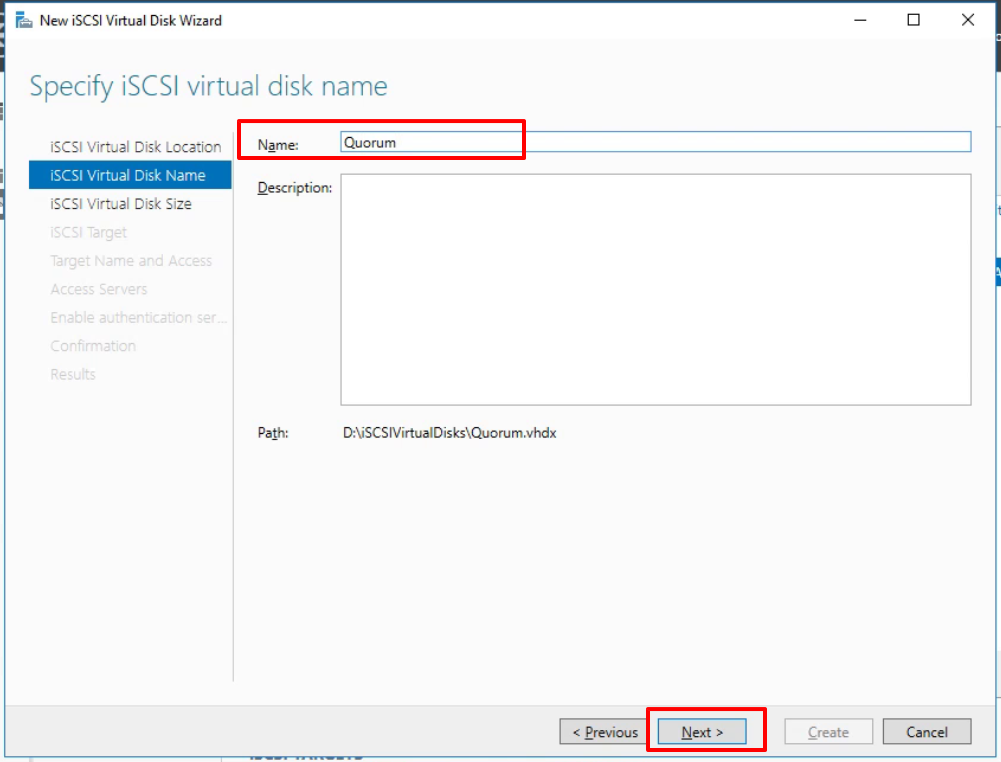 New iSCSI Virtual Disk Wizard
Specify iSCSI virtual disk name
iSCSI Virtual Disk Location
iSCSI Virtual Disk Name
iSCSI Virtual Disk Size
iSCSI Target
Target Name and Access
Access Servers
Enable authentication ser...
Confirmation
Results
Name: Quorum
Description:
Path: D:\iSCSIVirtualDisks\Quorum.vhdx
< Previous Next > Create Cancel
iSCSI TARGETS